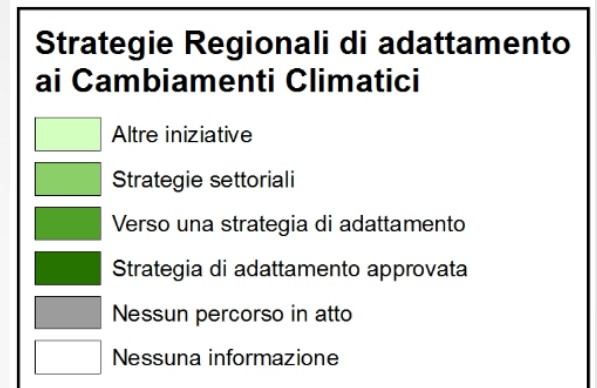 Strategie Regionali di adattamento
ai Cambiamenti Climatici
Altre iniziative
Strategie settoriali
Verso una strategia di adattamento
Strategia di adattamento approvata
Nessun percorso in atto
Nessuna informazione